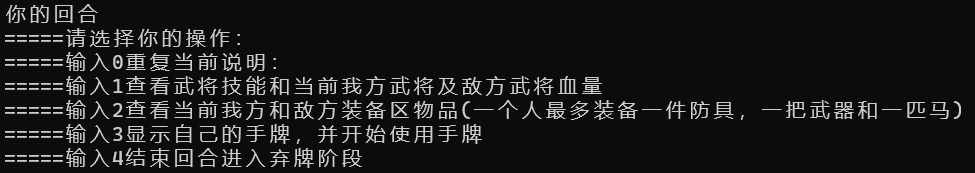 你的回合
=====请选择你的操作:
=====输入0重复当前说明:
=====输入1查看武将技能和当前我方武将及敌方武将血量
=====输入2查看当前我方和敌方装备区物品(一个人最多装备一件防具，一把武器和一匹马)
=====输入3显示自己的手牌，并开始使用手牌
=====输入4结束回合进入弃牌阶段